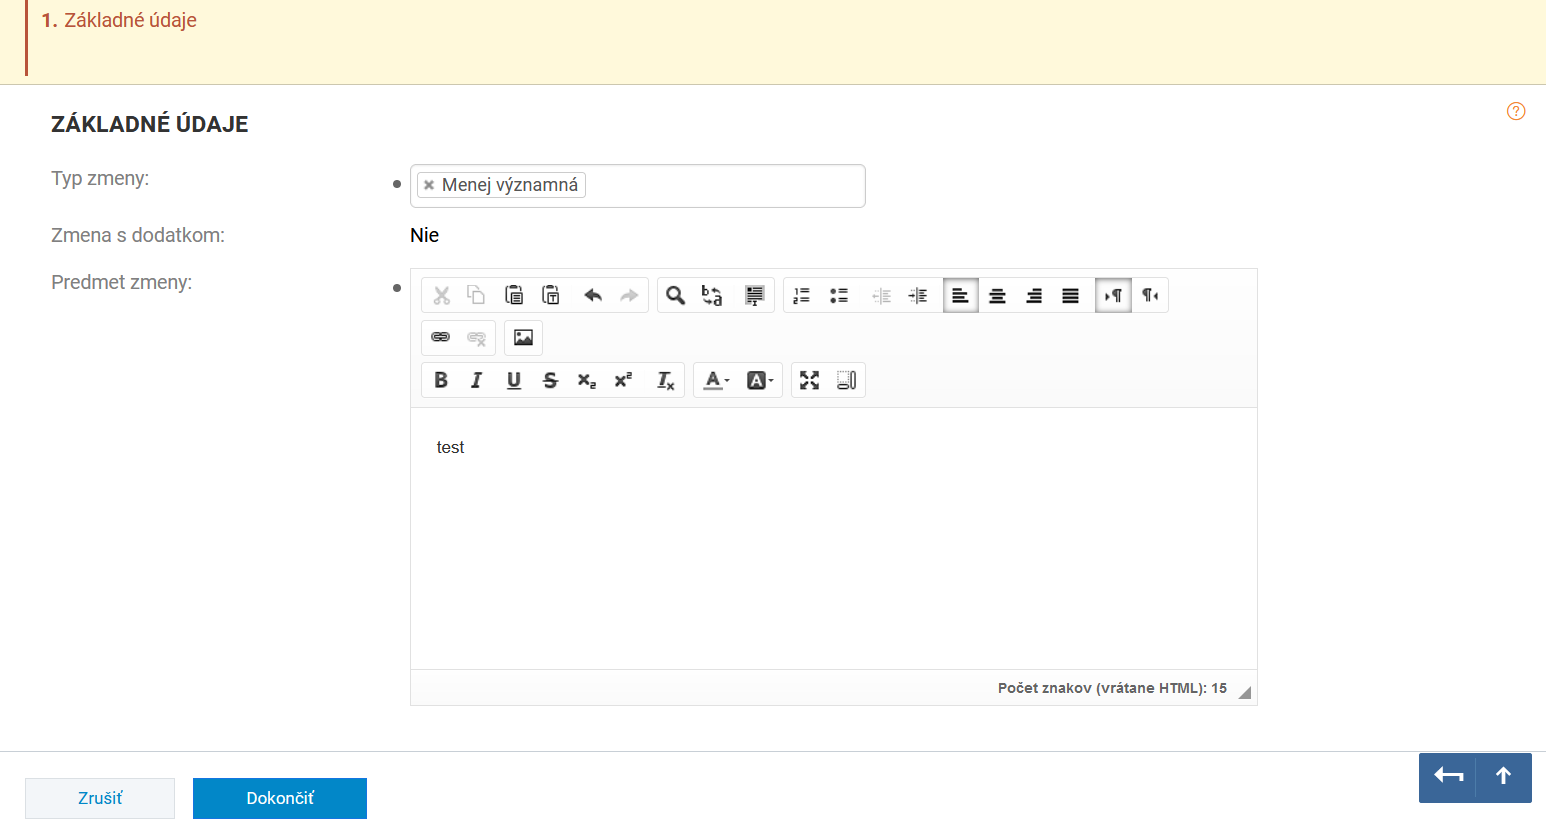 1. Základné údaje
ZÁKLADNÉ ÚDAJE
Typ zmeny:
Menej významná
Zmena s dodatkom:
Nie
Predmet zmeny:
test
Počet znakov (vrátane HTML): 15
Zrušiť
Dokončiť